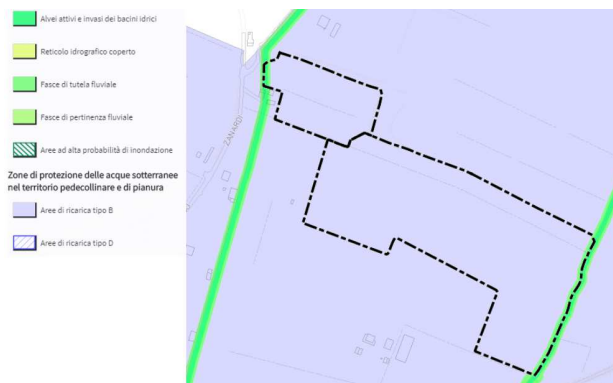 Alvei attivi e invasi dei bacini idrici
Reticolo idrografico coperto
Fasce di tutela fluviale
Fasce di pertinenza fluviale
Aree ad alta probabilità di inondazione
Zone di protezione delle acque sotterranee
nel territorio pedecollinare e di pianura
Aree di ricarica tipo B
Aree di ricarica tipo D
ZANARDI